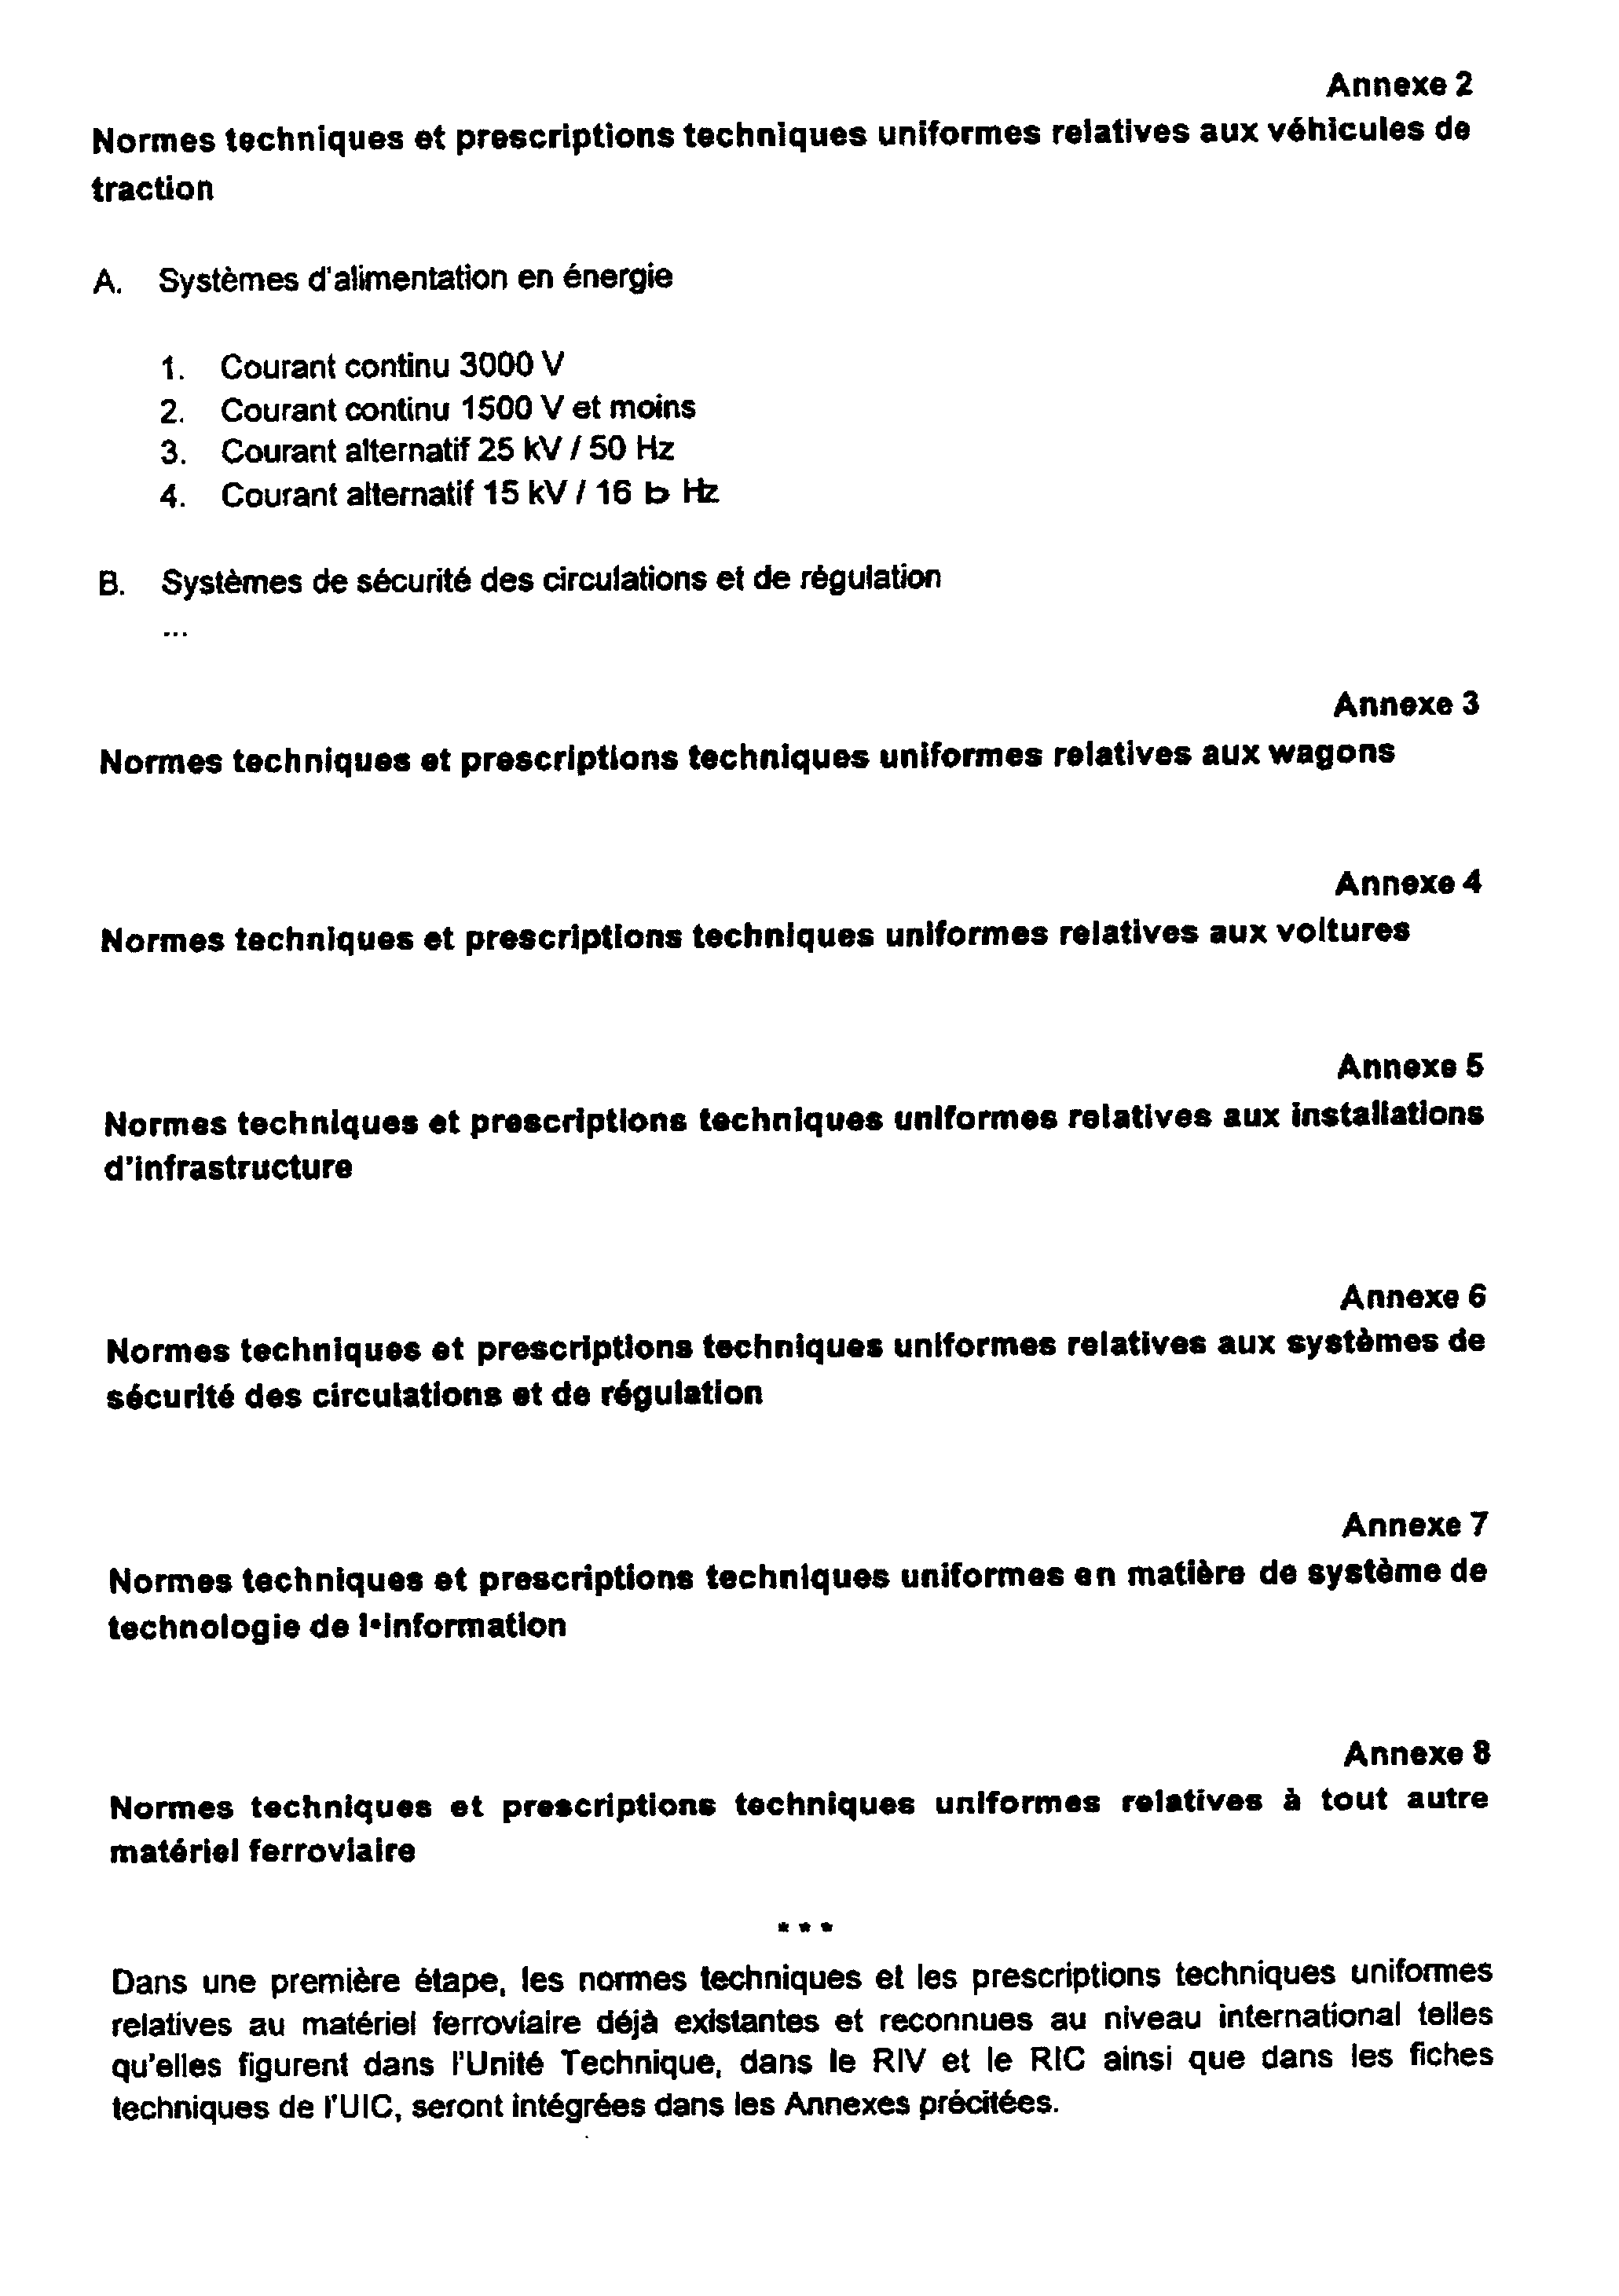 Annexe 2
Normes techniques et prescriptions techniques uniformes relatives aux véhicules de
traction
A. Systèmes d'alimentation en énergie
1. Courant continu 3000 V
2. Courant continu 1500 V et moins
3. Courant alternatif 25 kV / 50 Hz
4. Courant alternatif 15 kV / 16 b Hz
B. Systèmes de sécurité des circulations et de régulation
...
Annexe 3
Normes techniques et prescriptions techniques uniformes relatives aux wagons
Annexe 4
Normes techniques et prescriptions techniques uniformes relatives aux voitures
Annexe 5
Normes techniques et prescriptions techniques uniformes relatives aux installations
d'infrastructure
Annexe 6
Normes techniques et prescriptions techniques uniformes relatives aux systèmes de
sécurité des circulations et de régulation
Annexe 7
Normes techniques et prescriptions techniques uniformes en matière de système de
technologie de l•information
Annexe 8
Normes techniques et prescriptions techniques uniformes relatives à tout autre
matériel ferroviaire
* * *
Dans une première étape, les normes techniques et les prescriptions techniques uniformes
relatives au matériel ferroviaire déjà existantes et reconnues au niveau international telles
qu'elles figurent dans l'Unité Technique, dans le RIV et le RIC ainsi que dans les fiches
techniques de l'UIC, seront intégrées dans les Annexes précitées.